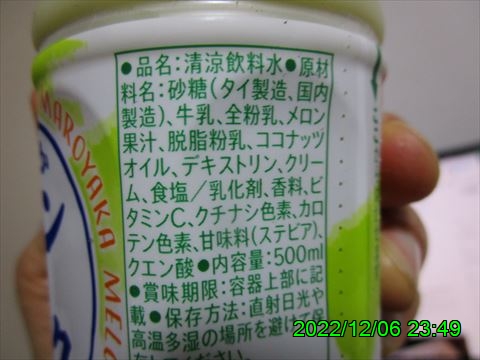 ●品名:清涼飲料水●原材
料名:砂糖(タイ製造、国内
製造)、牛乳、全粉乳、メロン
果汁、脱脂粉乳、ココナッツ
オイル、デキストリン、クリー
ム、食塩/乳化剤、香料、ビ
タミンC、クチナシ色素、カロ
テン色素、甘味料(ステビア)、
クエン酸●内容量:500ml
●賞味期限:容器上部に記
載●保存方法:直射日光や
高温多湿の場所を避けて保
MAROYAKA MELO
2022/12/06 23:49